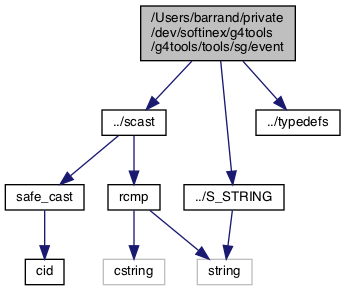 /Users/barrand/private
/dev/softinex/g4tools
/g4tools/tools/sg/event
../scast
../typedefs
safe_cast
rcmp
../S_STRING
cid
cstring
string